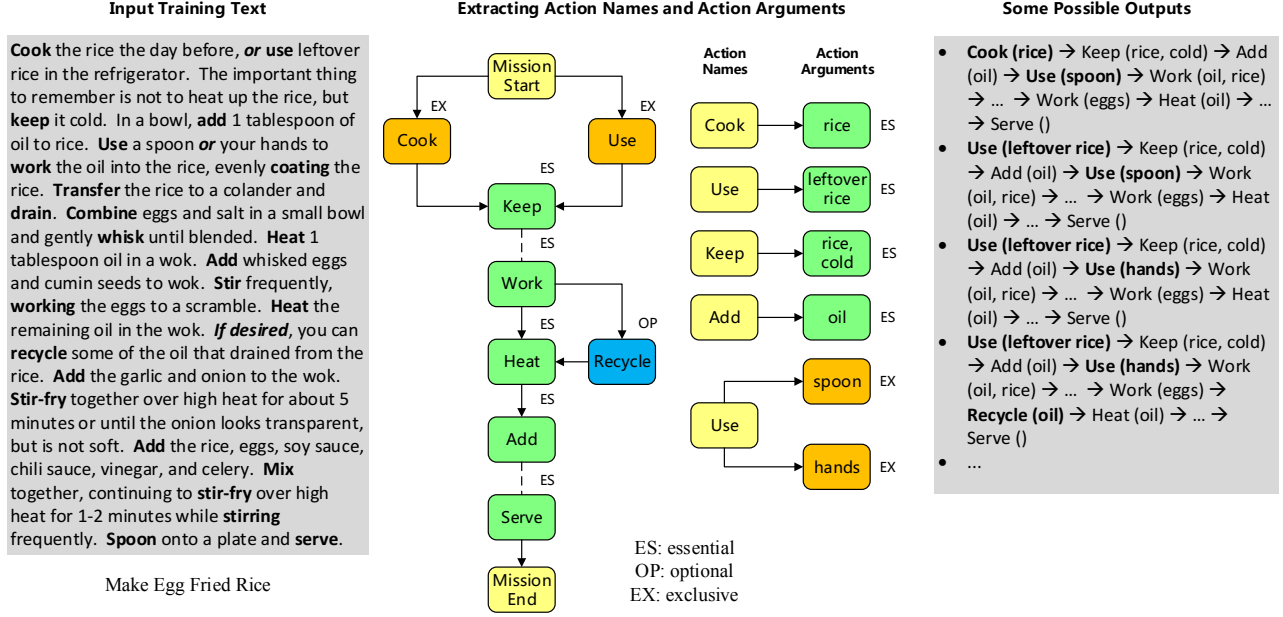 Input Training Text
Cook the rice the day before, or use leftover
rice in the refrigerator.  The important thing
to remember is not to heat up the rice, but
keep it cold.  In a bowl, add 1 tablespoon of
oil to rice.  Use a spoon or your hands to
work the oil into the rice, evenly coating the
rice.  Transfer the rice to a colander and
drain.  Combine eggs and salt in a small bowl
and gently whisk until blended.  Heat 1
tablespoon oil in a wok.  Add whisked eggs
and cumin seeds to wok.  Stir frequently,
working the eggs to a scramble.  Heat the
remaining oil in the wok.  If desired, you can
recycle some of the oil that drained from the
rice.  Add the garlic and onion to the wok.
Stir-fry together over high heat for about 5
minutes or until the onion looks transparent,
but is not soft.  Add the rice, eggs, soy sauce,
chili sauce, vinegar, and celery.  Mix
together, continuing to stir-fry over high
heat for 1-2 minutes while stirring
frequently.  Spoon onto a plate and serve.
Make Egg Fried Rice
Extracting Action Names and Action Arguments
Mission
Start
EX
EX
Cook
Use
ES
Keep
ES
Work
ES
OP
Heat
Recycle
ES
Add
ES
Serve
Mission
End
Action
Names
Action
Arguments
Cook
rice
ES
Use
leftover
rice
ES
Keep
rice,
cold
ES
Add
oil
ES
spoon
EX
Use
hands
EX
ES: essential
OP: optional
EX: exclusive
Some Possible Outputs
• Cook (rice) → Keep (rice, cold) → Add
(oil) → Use (spoon) → Work (oil, rice)
→ … → Work (eggs) → Heat (oil) → …
→ Serve ()
• Use (leftover rice) → Keep (rice, cold)
→ Add (oil) → Use (spoon) → Work
(oil, rice) → … → Work (eggs) → Heat
(oil) → … → Serve ()
• Use (leftover rice) → Keep (rice, cold)
→ Add (oil) → Use (hands) → Work
(oil, rice) → … → Work (eggs) → Heat
(oil) → … → Serve ()
• Use (leftover rice) → Keep (rice, cold)
→ Add (oil) → Use (hands) → Work
(oil, rice) → … → Work (eggs) →
Recycle (oil) → Heat (oil) → … →
Serve ()
• …